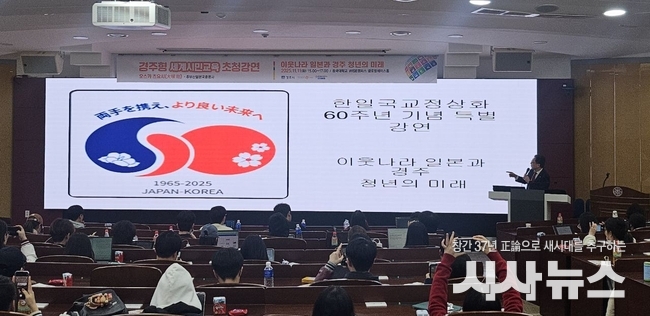 경주형 세계시민교육 초청강연
이웃나라 일본과 경주 청년의 미래
両手を携え、より良い未来へ
1965-2025
JAPAN-KOREA
한일국교정상화
60주년 기념 특별
강연
이웃나라 일본과
경주
청년의 미래
창간 37년 正論으로 새시대를 추구하는
시사뉴스